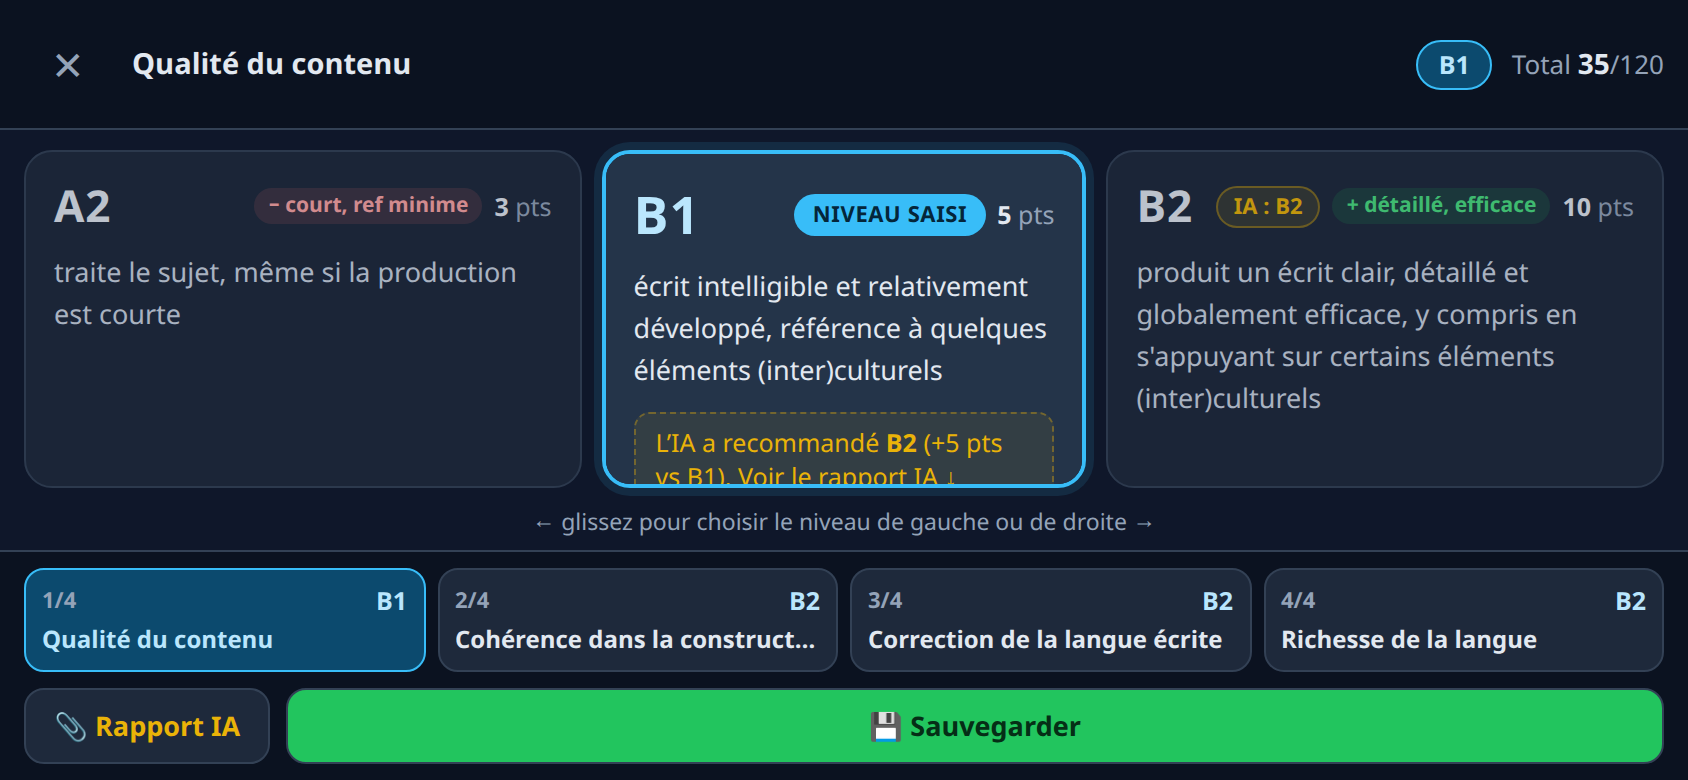 ✕ Qualité du contenu B1 Total 35/120
A2 − court, ref minime 3 pts
traite le sujet, même si la production
est courte
B1 NIVEAU SAISI 5 pts
écrit intelligible et relativement
développé, référence à quelques
éléments (inter)culturels
L’IA a recommandé B2 (+5 pts
vs B1). Voir le rapport IA ↓
B2 IA : B2 + détaillé, efficace 10 pts
produit un écrit clair, détaillé et
globalement efficace, y compris en
s'appuyant sur certains éléments
(inter)culturels
← glissez pour choisir le niveau de gauche ou de droite →
1/4 B1
Qualité du contenu
2/4 B2
Cohérence dans la construct...
3/4 B2
Correction de la langue écrite
4/4 B2
Richesse de la langue
📎 Rapport IA
💾 Sauvegarder